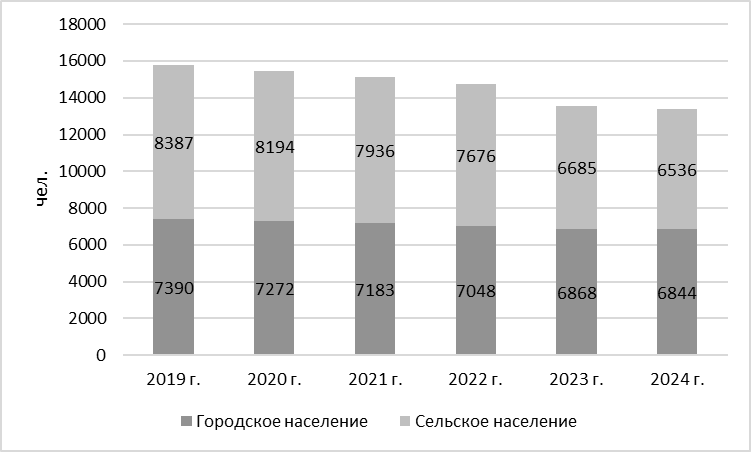 18000
16000
14000
12000
10000
8000
6000
4000
2000
0
чел.
8387 8194 7936 7676 6685 6536
7390 7272 7183 7048 6868 6844
2019 г. 2020 г. 2021 г. 2022 г. 2023 г. 2024 г.
Городское население Сельское население